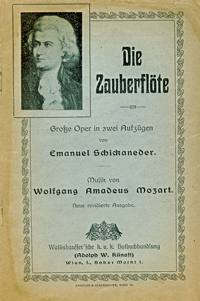 Die
Zauberflöte
Große Oper in zwei Aufzügen
von
Emanuel Schikaneder.
Musik von
Wolfgang Amadeus Mozart.
Neue revidierte Ausgabe.
Wallishausser'sche k. u. k. Hofbuchhandlung
(Adolph W. Künast)
Wien, I., Hoher Markt 1.